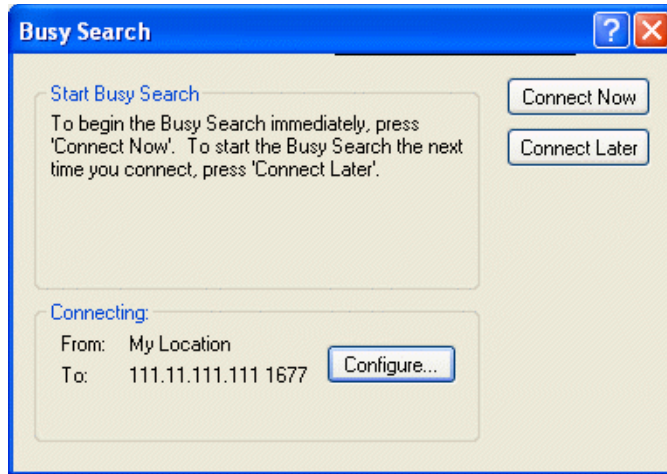 Busy Search
Start Busy Search
To begin the Busy Search immediately, press
'Connect Now'.  To start the Busy Search the next
time you connect, press 'Connect Later'.
Connect Now
Connect Later
Connecting:
From: My Location
To: 111.11.111.111 1677
Configure...